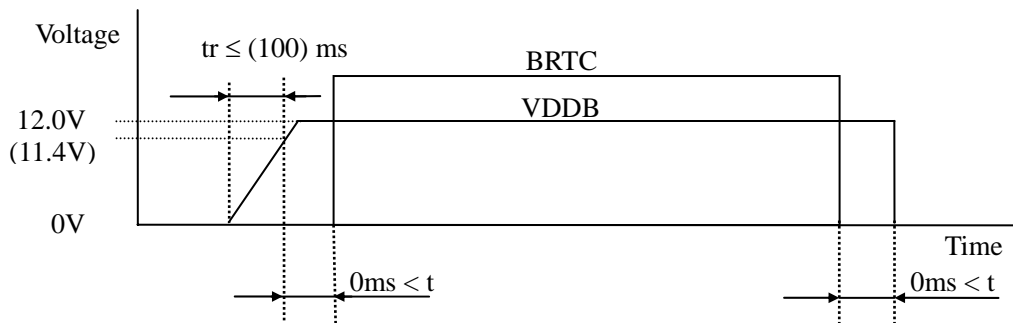 Voltage
tr ≤ (100) ms
BRTC
12.0V
VDDB
(11.4V)
0V
Time
0ms < t
0ms < t